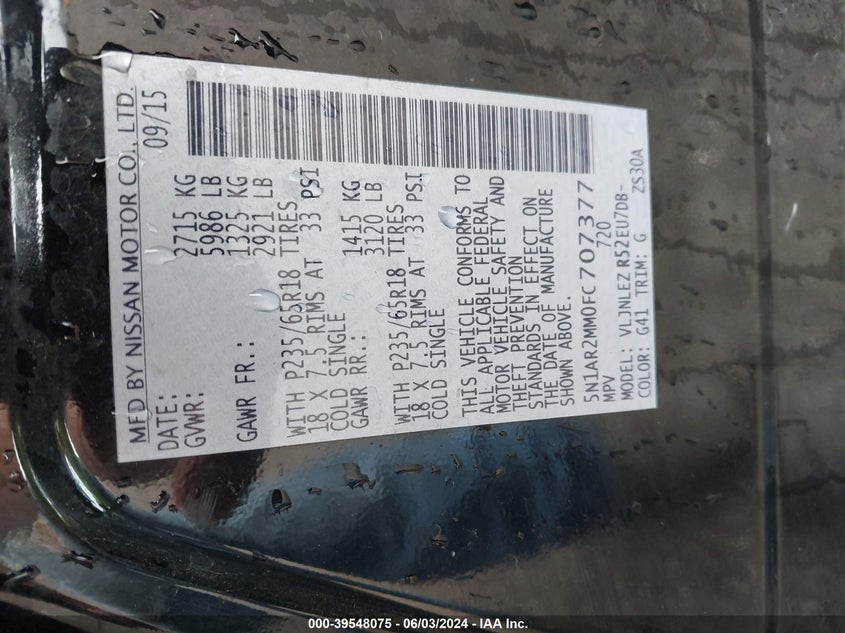 MFD BY NISSAN MOTOR CO., LTD.
DATE: 09/15
GVWR: 2715 KG
5986 LB
GAWR FR.: 1325 KG
2921 LB
WITH P235/65R18 TIRES
18 X 7.5 RIMS AT 33 PSI
COLD SINGLE
GAWR RR.: 1415 KG
3120 LB
WITH P235/65R18 TIRES
18 X 7.5 RIMS AT 33 PSI
COLD SINGLE
THIS VEHICLE CONFORMS TO
ALL APPLICABLE FEDERAL
MOTOR VEHICLE SAFETY AND
THEFT PREVENTION
STANDARDS IN EFFECT ON
THE DATE OF MANUFACTURE
SHOWN ABOVE.
5N1AR2MM0FC707377
MPV 720
MODEL: VLJNLEZ R52EU7DB-
COLOR: G41 TRIM: G ZS30A
000-39548075 - 06/03/2024 - IAA Inc.